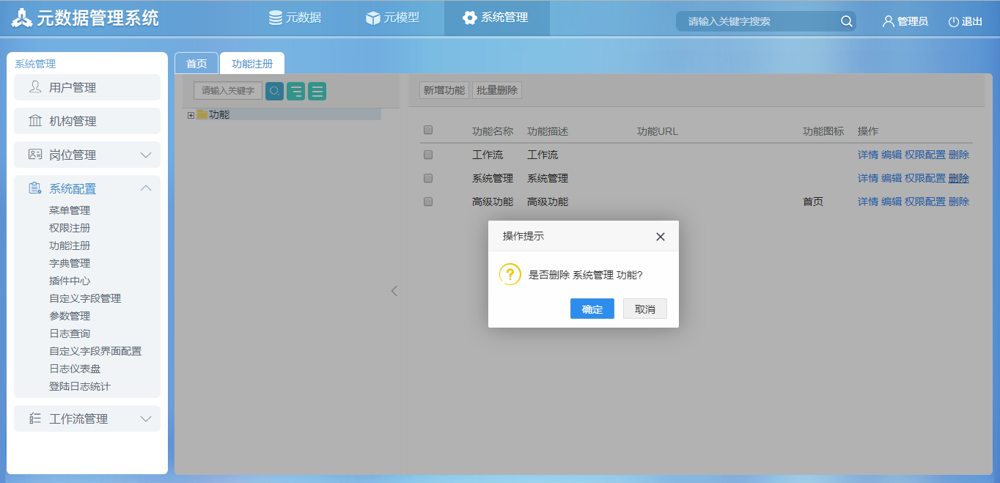 元数据管理系统
元数据
元模型
系统管理
请输入关键字搜索
管理员
退出
系统管理
用户管理
机构管理
岗位管理
系统配置
菜单管理
权限注册
功能注册
字典管理
插件中心
自定义字段管理
参数管理
日志查询
自定义字段界面配置
日志仪表盘
登陆日志统计
工作流管理
首页
功能注册
请输入关键字
功能
新增功能
批量删除
功能名称 功能描述 功能URL 功能图标 操作
工作流 工作流 详情 编辑 权限配置 删除
系统管理 系统管理 详情 编辑 权限配置 删除
高级功能 高级功能 首页 详情 编辑 权限配置 删除
操作提示
是否删除 系统管理 功能?
确定
取消